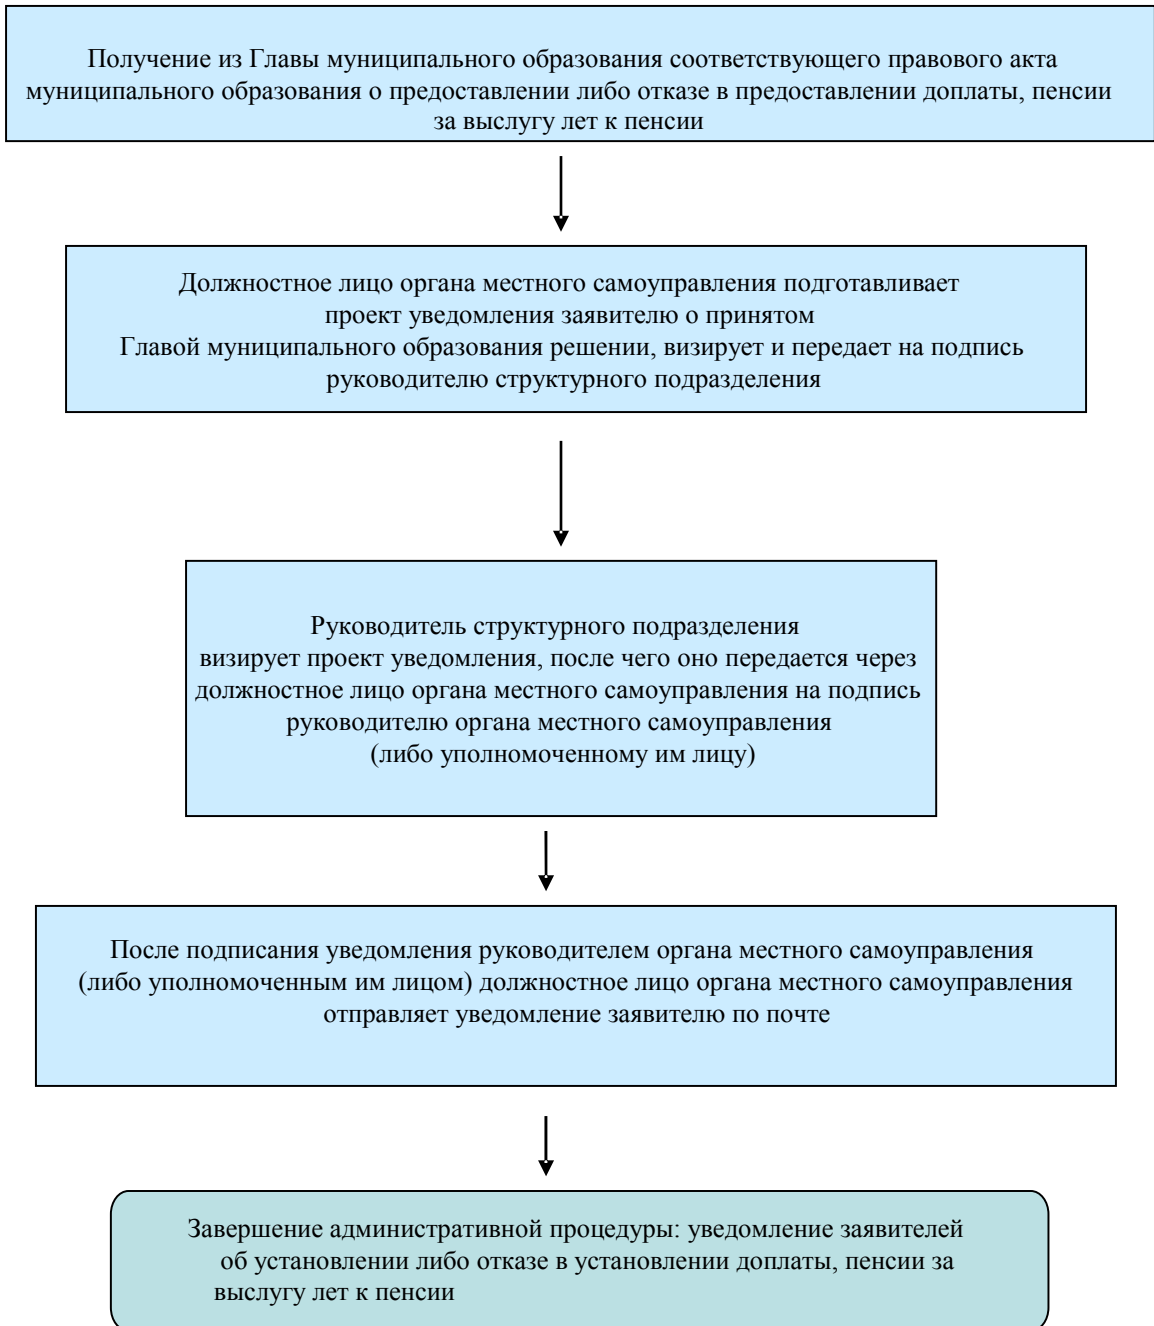 Получение из Главы муниципального образования соответствующего правового акта
муниципального образования о предоставлении либо отказе в предоставлении доплаты, пенсии
за выслугу лет к пенсии
Должностное лицо органа местного самоуправления подготавливает
проект уведомления заявителю о принятом
Главой муниципального образования решении, визирует и передает на подпись
руководителю структурного подразделения
Руководитель структурного подразделения
визирует проект уведомления, после чего оно передается через
должностное лицо органа местного самоуправления на подпись
руководителю органа местного самоуправления
(либо уполномоченному им лицу)
После подписания уведомления руководителем органа местного самоуправления
(либо уполномоченным им лицом) должностное лицо органа местного самоуправления
отправляет уведомление заявителю по почте
Завершение административной процедуры: уведомление заявителей
об установлении либо отказе в установлении доплаты, пенсии за
выслугу лет к пенсии